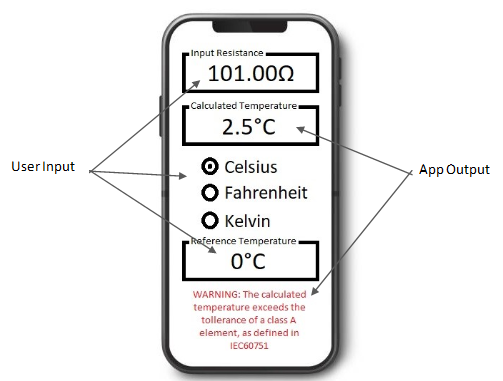 Input Resistance
101.00Ω
Calculated Temperature
2.5°C
User Input
App Output
Celsius
Fahrenheit
Kelvin
Reference Temperature
0°C
WARNING: The calculated
temperature exceeds the
tollerance of a class A
element, as defined in
IEC60751